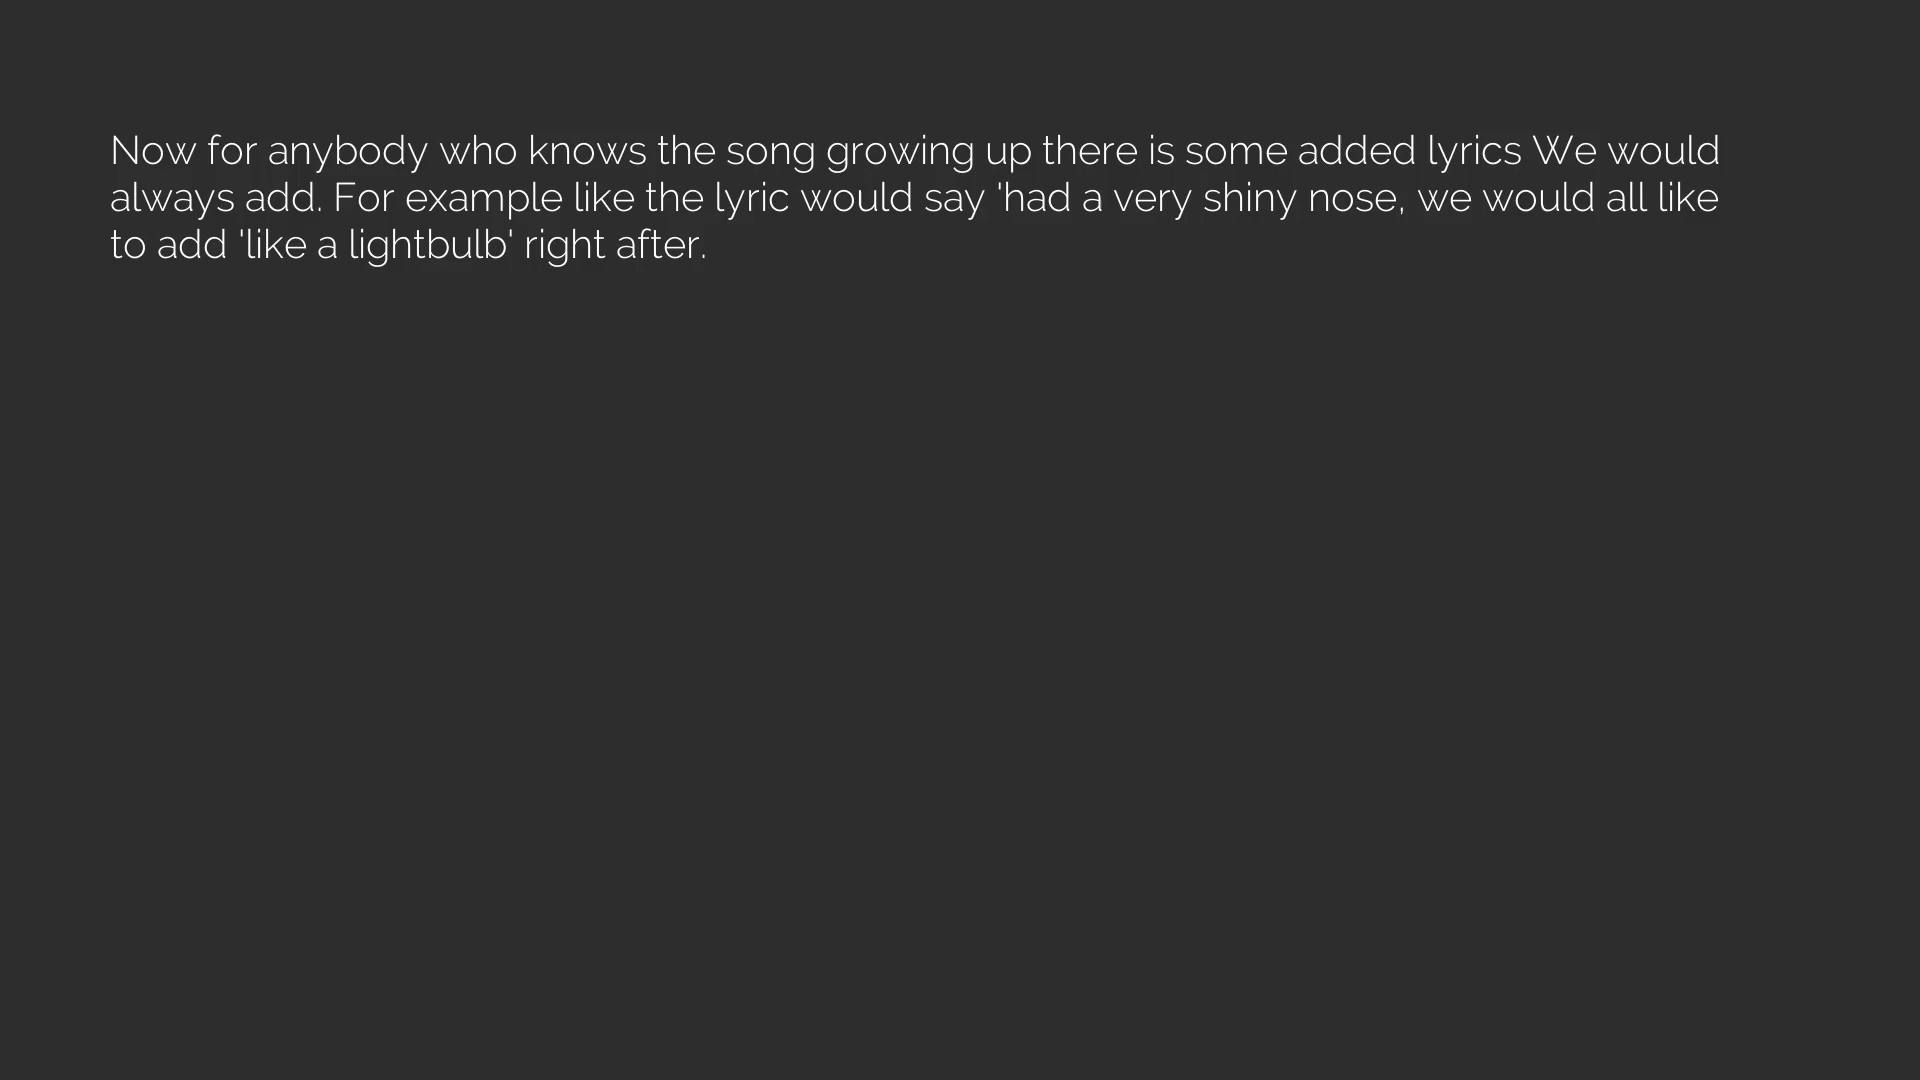 Now for anybody who knows the song growing up there is some added lyrics We would
always add. For example like the lyric would say 'had a very shiny nose, we would all like
to add 'like a lightbulb' right after.